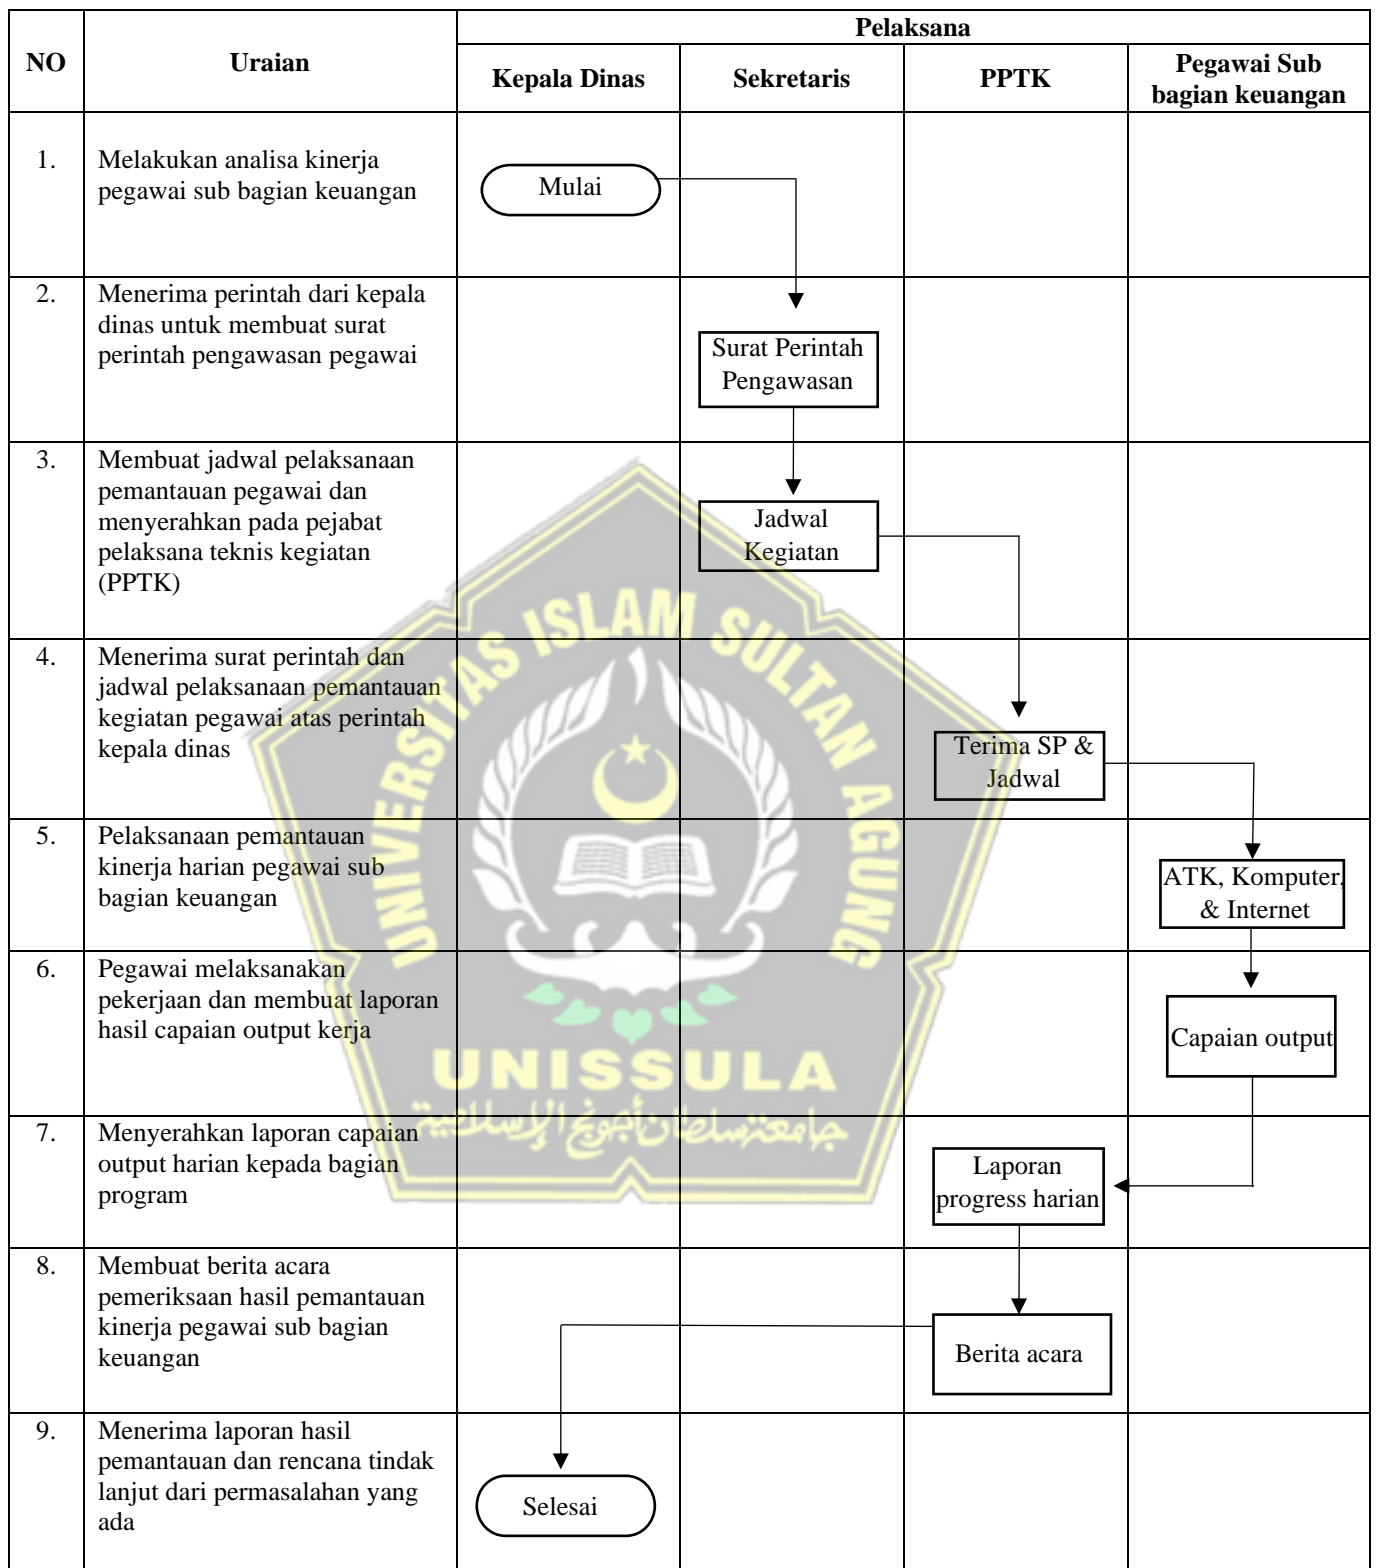 NO
Uraian
Pelaksana
Kepala Dinas
Sekretaris
PPTK
Pegawai Sub
bagian keuangan
1.
Melakukan analisa kinerja
pegawai sub bagian keuangan
Mulai
2.
Menerima perintah dari kepala
dinas untuk membuat surat
perintah pengawasan pegawai
Surat Perintah
Pengawasan
3.
Membuat jadwal pelaksanaan
pemantauan pegawai dan
menyerahkan pada pejabat
pelaksana teknis kegiatan
(PPTK)
Jadwal
Kegiatan
4.
Menerima surat perintah dan
jadwal pelaksanaan pemantauan
kegiatan pegawai atas perintah
kepala dinas
Terima SP &
Jadwal
5.
Pelaksanaan pemantauan
kinerja harian pegawai sub
bagian keuangan
ATK, Komputer,
& Internet
6.
Pegawai melaksanakan
pekerjaan dan membuat laporan
hasil capaian output kerja
Capaian output
7.
Menyerahkan laporan capaian
output harian kepada bagian
program
Laporan
progress harian
8.
Membuat berita acara
pemeriksaan hasil pemantauan
kinerja pegawai sub bagian
keuangan
Berita acara
9.
Menerima laporan hasil
pemantauan dan rencana tindak
lanjut dari permasalahan yang
ada
Selesai
UNIVERSITAS ISLAM SULTAN AGUNG
UNISSULA
جامعتسلطان أجونج الإسلامية